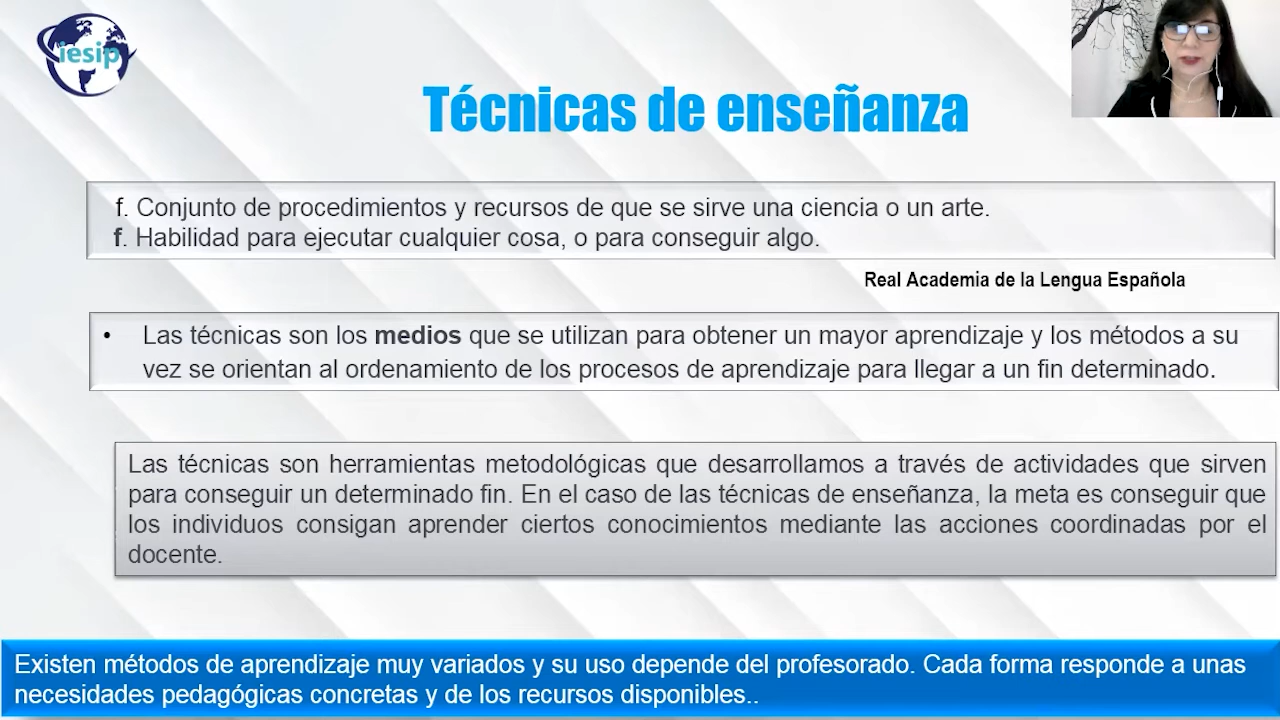 iesip
Técnicas de enseñanza
f. Conjunto de procedimientos y recursos de que se sirve una ciencia o un arte.
f. Habilidad para ejecutar cualquier cosa, o para conseguir algo.
Real Academia de la Lengua Española
• Las técnicas son los medios que se utilizan para obtener un mayor aprendizaje y los métodos a su
vez se orientan al ordenamiento de los procesos de aprendizaje para llegar a un fin determinado.
Las técnicas son herramientas metodológicas que desarrollamos a través de actividades que sirven
para conseguir un determinado fin. En el caso de las técnicas de enseñanza, la meta es conseguir que
los individuos consigan aprender ciertos conocimientos mediante las acciones coordinadas por el
docente.
Existen métodos de aprendizaje muy variados y su uso depende del profesorado. Cada forma responde a unas
necesidades pedagógicas concretas y de los recursos disponibles..